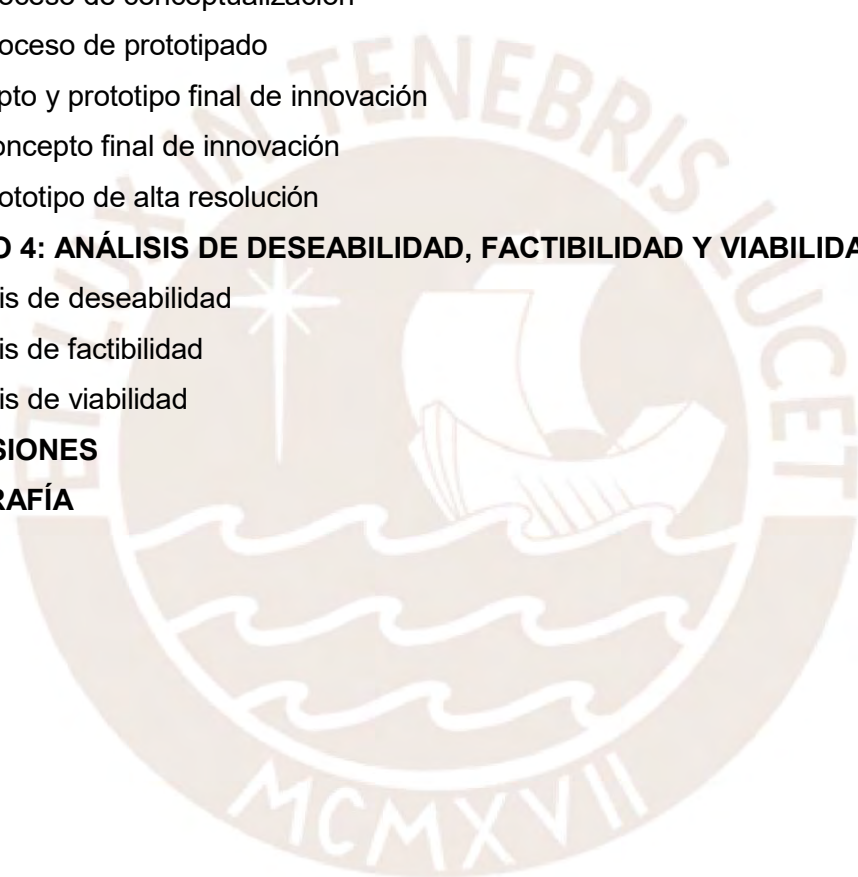 oceso de conceptualización
oceso de prototipado
pto y prototipo final de innovación
oncepto final de innovación
ototipo de alta resolución
O 4: ANÁLISIS DE DESEABILIDAD, FACTIBILIDAD Y VIABILIDA
is de deseabilidad
is de factibilidad
is de viabilidad
SIONES
RAFÍA
ET LUX IN TENEBRIS LUCET
MCMXVII